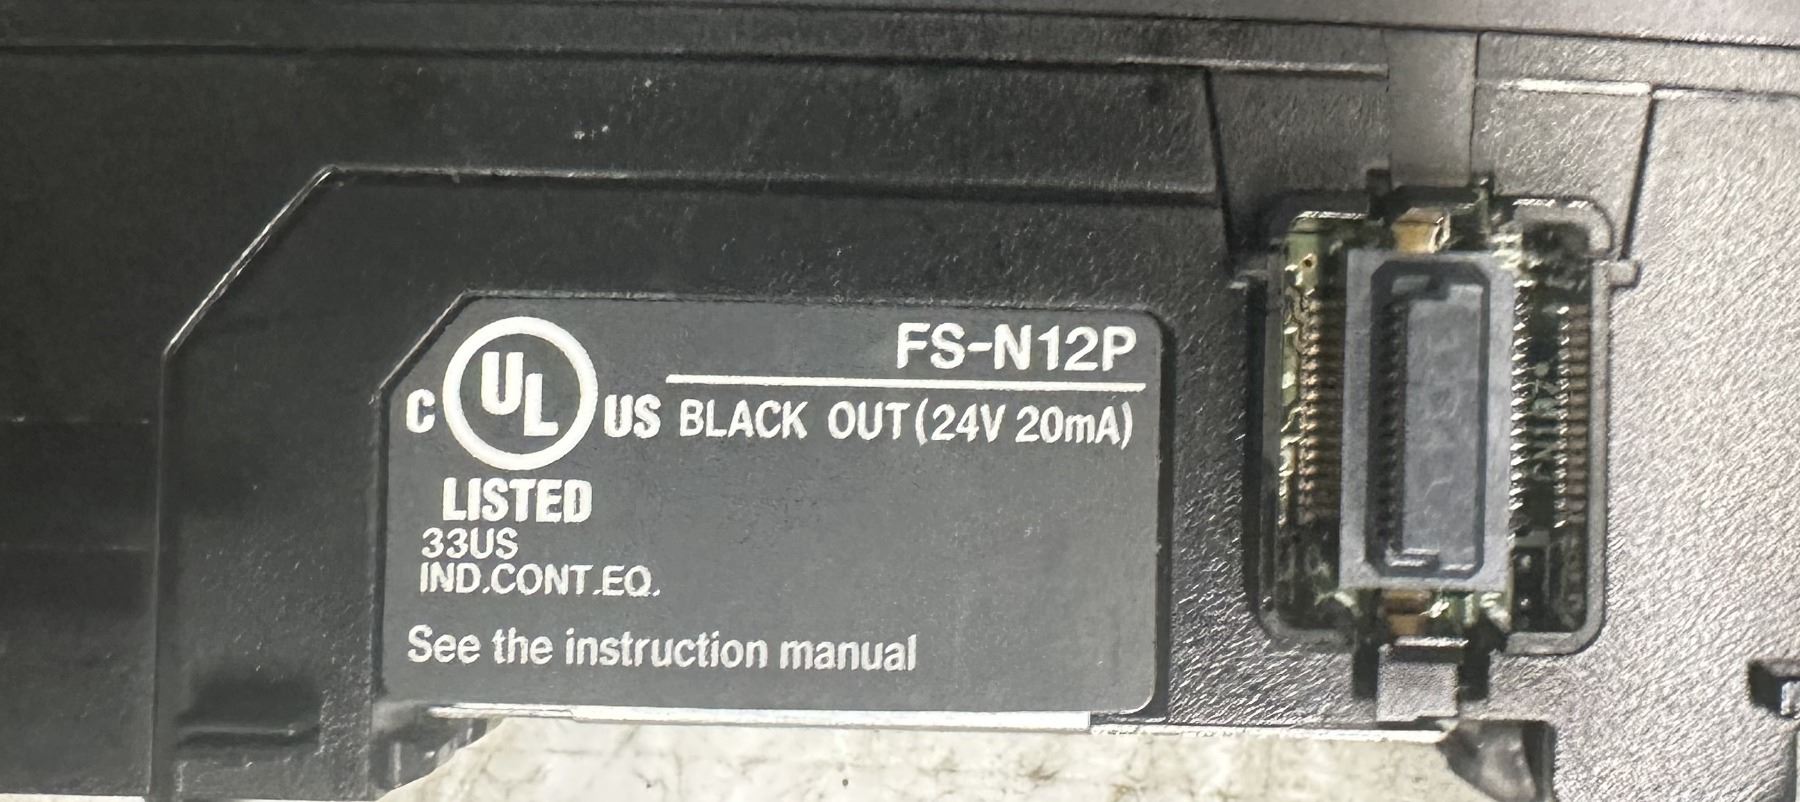 FS-N12P
C UL US BLACK OUT(24V 20mA)
LISTED
33US
IND.CONT.EQ.
See the instruction manual